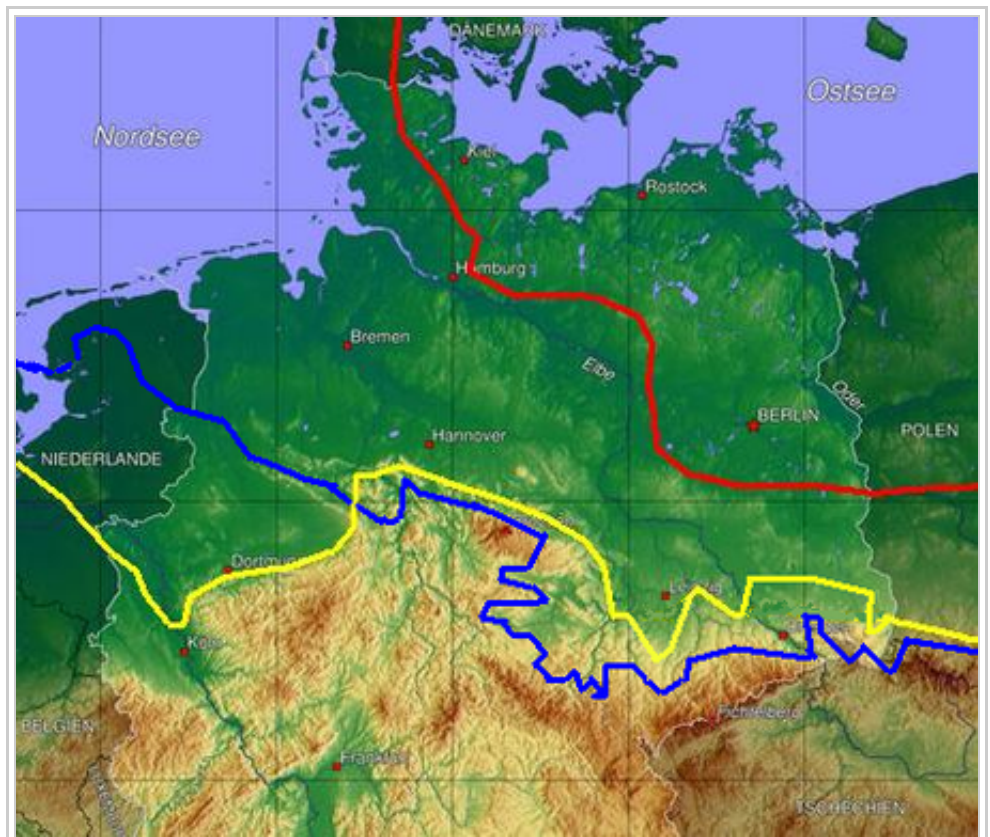 DÄNEMARK
Ostsee
Nordsee
Kiel
Rostock
Hamburg
Bremen
Elbe
Oder
BERLIN
POLEN
Hannover
NIEDERLANDE
Dortmund
Leipzig
Köln
Fichtelberg
BELGIEN
Frankfurt
TSCHECHIEN